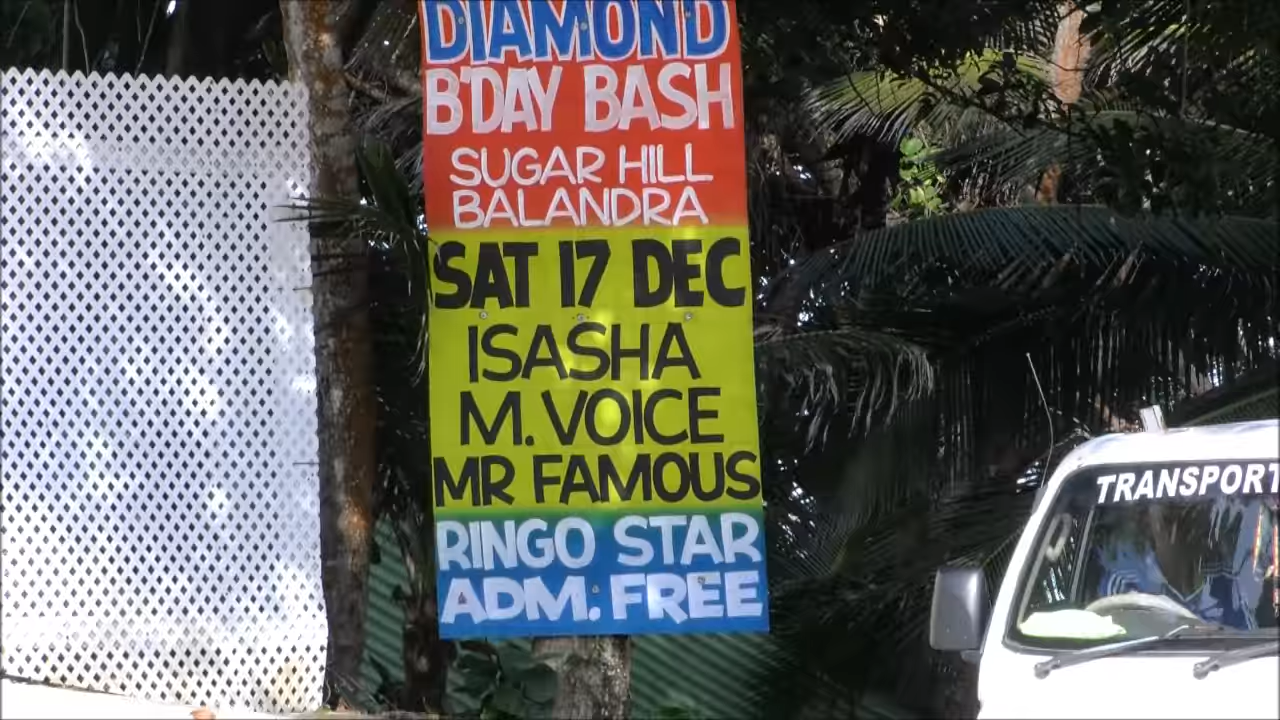 DIAMOND
B'DAY BASH
SUGAR HILL
BALANDRA
SAT 17 DEC
ISASHA
M. VOICE
MR FAMOUS
RINGO STAR
ADM. FREE
TRANSPORT